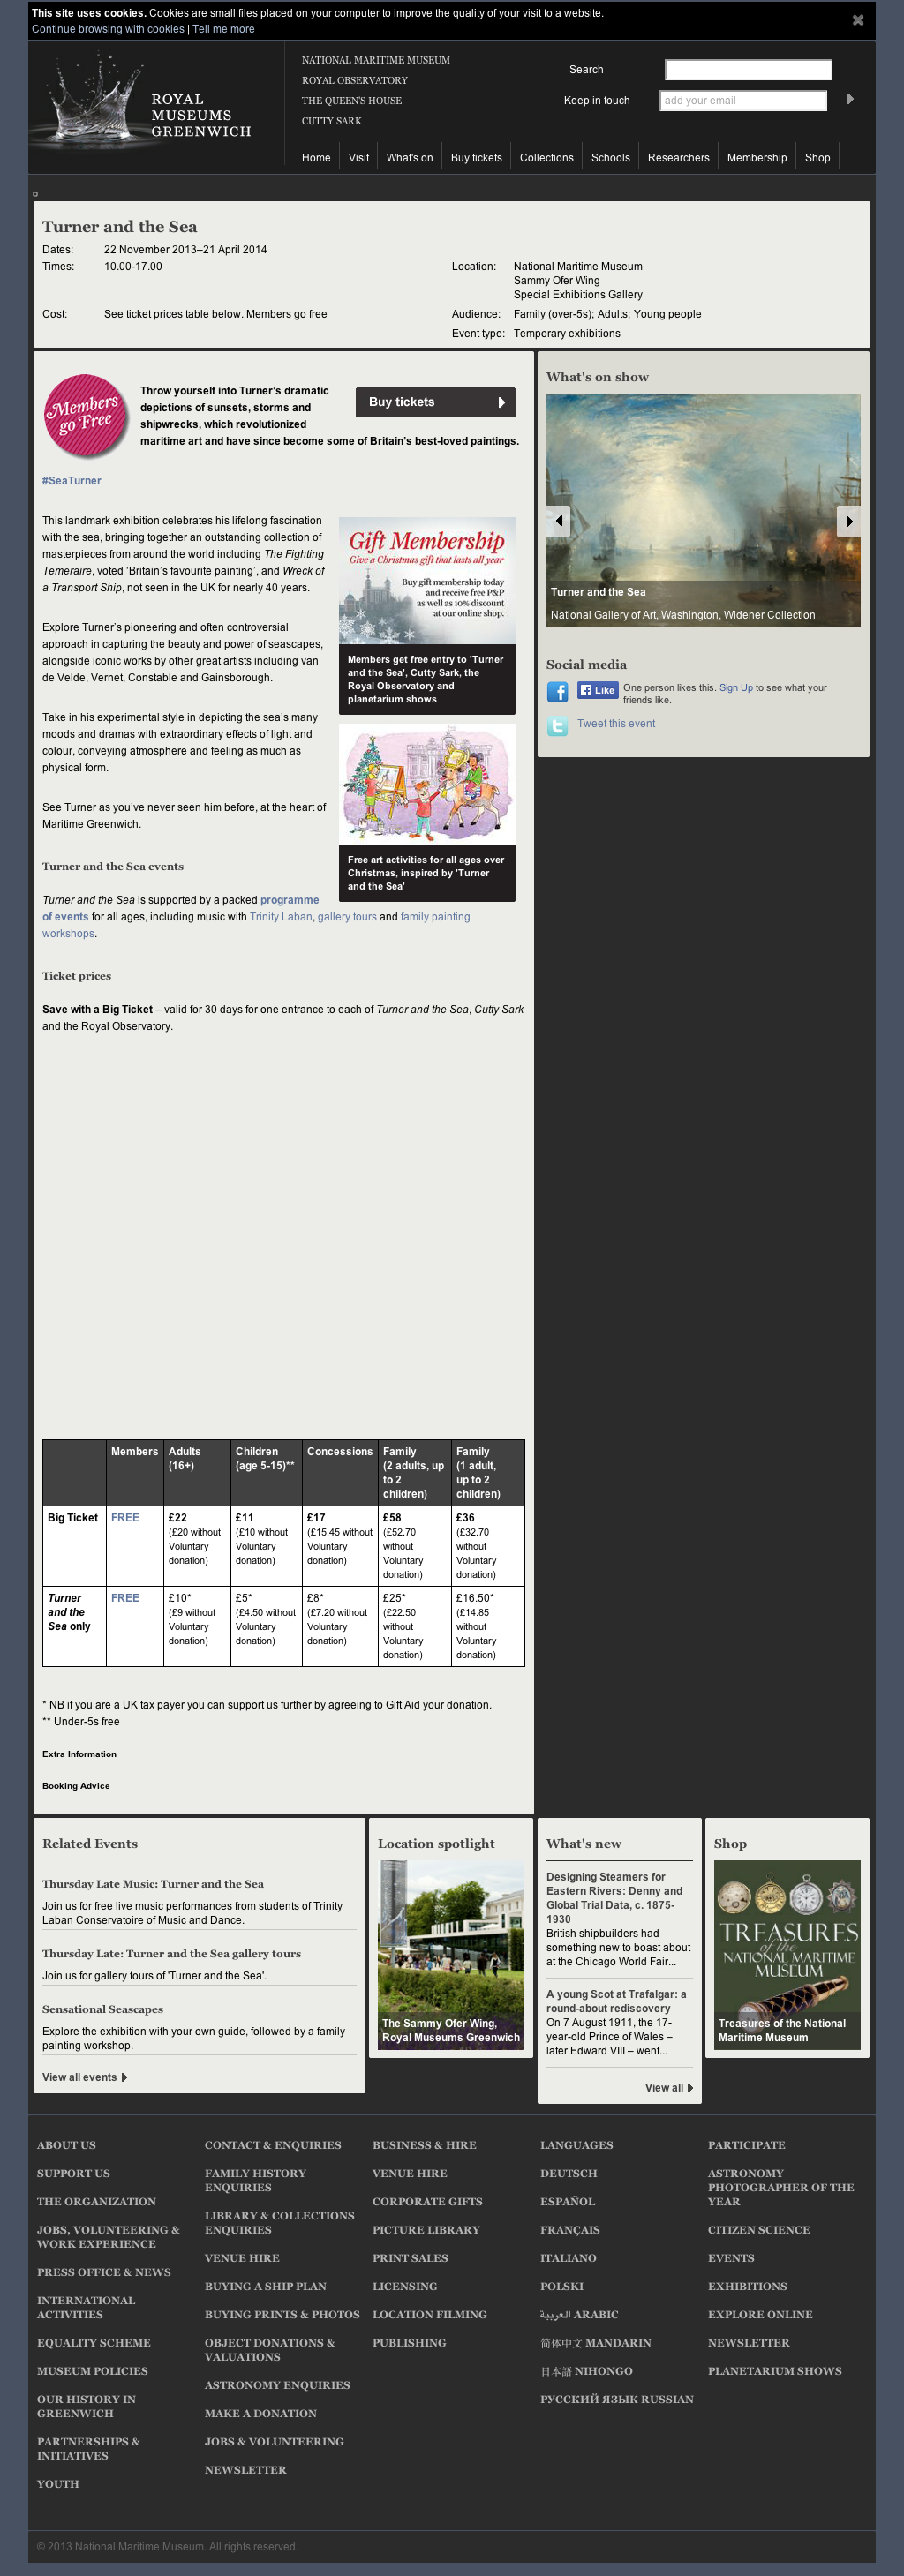 This site uses cookies. Cookies are small files placed on your computer to improve the quality of your visit to a website.
Continue browsing with cookies | Tell me more
ROYAL
MUSEUMS
GREENWICH
NATIONAL MARITIME MUSEUM
ROYAL OBSERVATORY
THE QUEEN'S HOUSE
CUTTY SARK
Search
Keep in touch
add your email
Home
Visit
What's on
Buy tickets
Collections
Schools
Researchers
Membership
Shop
Turner and the Sea
Dates: 22 November 2013–21 April 2014
Times: 10.00-17.00
Location: National Maritime Museum
Sammy Ofer Wing
Special Exhibitions Gallery
Cost: See ticket prices table below. Members go free
Audience: Family (over-5s); Adults; Young people
Event type: Temporary exhibitions
Members
go Free
Throw yourself into Turner's dramatic
depictions of sunsets, storms and
shipwrecks, which revolutionized
maritime art and have since become some of Britain's best-loved paintings.
Buy tickets
#SeaTurner
This landmark exhibition celebrates his lifelong fascination
with the sea, bringing together an outstanding collection of
masterpieces from around the world including The Fighting
Temeraire, voted 'Britain's favourite painting', and Wreck of
a Transport Ship, not seen in the UK for nearly 40 years.
Explore Turner's pioneering and often controversial
approach in capturing the beauty and power of seascapes,
alongside iconic works by other great artists including van
de Velde, Vernet, Constable and Gainsborough.
Take in his experimental style in depicting the sea's many
moods and dramas with extraordinary effects of light and
colour, conveying atmosphere and feeling as much as
physical form.
See Turner as you've never seen him before, at the heart of
Maritime Greenwich.
Gift Membership
Give a Christmas gift that lasts all year
Buy gift membership today
and receive free P&P
as well as 10% discount
at our online shop.
Members get free entry to 'Turner
and the Sea', Cutty Sark, the
Royal Observatory and
planetarium shows
Free art activities for all ages over
Christmas, inspired by 'Turner
and the Sea'
Turner and the Sea events
Turner and the Sea is supported by a packed programme
of events for all ages, including music with Trinity Laban, gallery tours and family painting
workshops.
Ticket prices
Save with a Big Ticket – valid for 30 days for one entrance to each of Turner and the Sea, Cutty Sark
and the Royal Observatory.
What's on show
Turner and the Sea
National Gallery of Art, Washington, Widener Collection
Social media
Like
One person likes this. Sign Up to see what your
friends like.
Tweet this event
Members
Adults
(16+)
Children
(age 5-15)**
Concessions
Family
(2 adults, up
to 2
children)
Family
(1 adult,
up to 2
children)
Big Ticket
FREE
£22
(£20 without
Voluntary
donation)
£11
(£10 without
Voluntary
donation)
£17
(£15.45 without
Voluntary
donation)
£58
(£52.70
without
Voluntary
donation)
£36
(£32.70
without
Voluntary
donation)
Turner
and the
Sea only
FREE
£10*
(£9 without
Voluntary
donation)
£5*
(£4.50 without
Voluntary
donation)
£8*
(£7.20 without
Voluntary
donation)
£25*
(£22.50
without
Voluntary
donation)
£16.50*
(£14.85
without
Voluntary
donation)
* NB if you are a UK tax payer you can support us further by agreeing to Gift Aid your donation.
** Under-5s free
Extra Information
Booking Advice
Related Events
Thursday Late Music: Turner and the Sea
Join us for free live music performances from students of Trinity
Laban Conservatoire of Music and Dance.
Thursday Late: Turner and the Sea gallery tours
Join us for gallery tours of 'Turner and the Sea'.
Sensational Seascapes
Explore the exhibition with your own guide, followed by a family
painting workshop.
View all events
Location spotlight
The Sammy Ofer Wing,
Royal Museums Greenwich
What's new
Designing Steamers for
Eastern Rivers: Denny and
Global Trial Data, c. 1875-
1930
British shipbuilders had
something new to boast about
at the Chicago World Fair...
A young Scot at Trafalgar: a
round-about rediscovery
On 7 August 1911, the 17-
year-old Prince of Wales –
later Edward VIII – went...
View all
Shop
TREASURES
of the
NATIONAL MARITIME
MUSEUM
Treasures of the National
Maritime Museum
ABOUT US
SUPPORT US
THE ORGANIZATION
JOBS, VOLUNTEERING &
WORK EXPERIENCE
PRESS OFFICE & NEWS
INTERNATIONAL
ACTIVITIES
EQUALITY SCHEME
MUSEUM POLICIES
OUR HISTORY IN
GREENWICH
PARTNERSHIPS &
INITIATIVES
YOUTH
CONTACT & ENQUIRIES
FAMILY HISTORY
ENQUIRIES
LIBRARY & COLLECTIONS
ENQUIRIES
VENUE HIRE
BUYING A SHIP PLAN
BUYING PRINTS & PHOTOS
OBJECT DONATIONS &
VALUATIONS
ASTRONOMY ENQUIRIES
MAKE A DONATION
JOBS & VOLUNTEERING
NEWSLETTER
BUSINESS & HIRE
VENUE HIRE
CORPORATE GIFTS
PICTURE LIBRARY
PRINT SALES
LICENSING
LOCATION FILMING
PUBLISHING
LANGUAGES
DEUTSCH
ESPAÑOL
FRANÇAIS
ITALIANO
POLSKI
العربية ARABIC
简体中文 MANDARIN
日本語 NIHONGO
РУССКИЙ ЯЗЫК RUSSIAN
PARTICIPATE
ASTRONOMY
PHOTOGRAPHER OF THE
YEAR
CITIZEN SCIENCE
EVENTS
EXHIBITIONS
EXPLORE ONLINE
NEWSLETTER
PLANETARIUM SHOWS
© 2013 National Maritime Museum. All rights reserved.